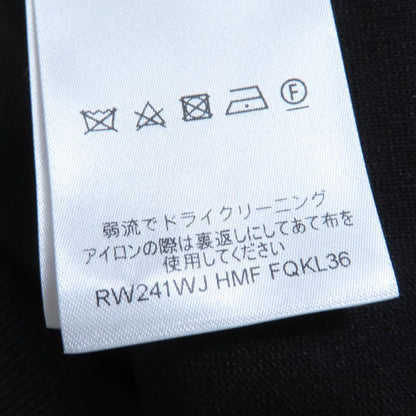 F
弱流でドライクリーニング
アイロンの際は裏返しにしてあて布を
使用してください
RW241WJ HMF FQKL36